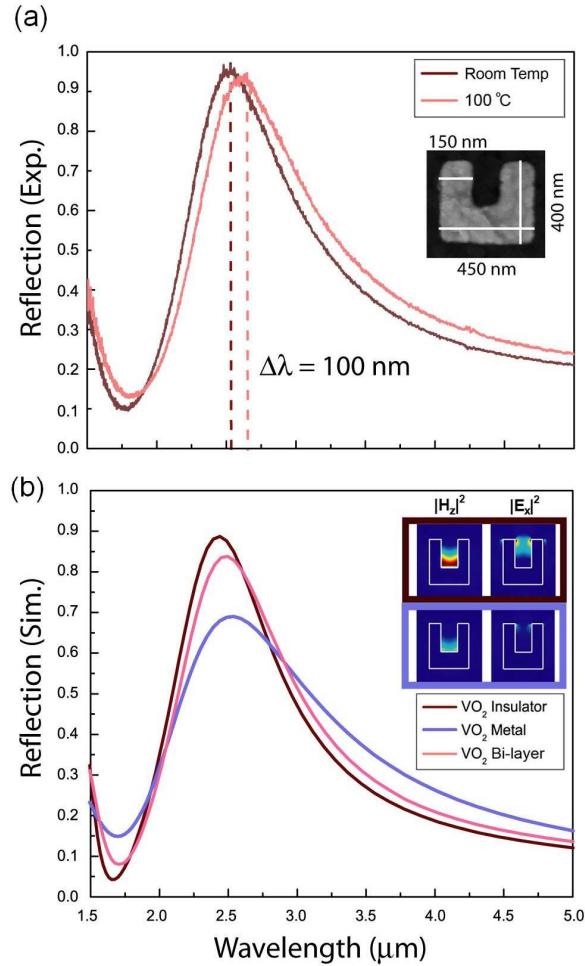 (a)
1.0
0.9
0.8
0.7
0.6
0.5
0.4
0.3
0.2
0.1
0.0
Reflection (Exp.)
Room Temp
100 °C
150 nm
400 nm
450 nm
Δλ = 100 nm
(b)
1.0
0.9
0.8
0.7
0.6
0.5
0.4
0.3
0.2
0.1
0.0
Reflection (Sim.)
|Hz|² |Ex|²
VO₂ Insulator
VO₂ Metal
VO₂ Bi-layer
1.5 2.0 2.5 3.0 3.5 4.0 4.5 5.0
Wavelength (μm)